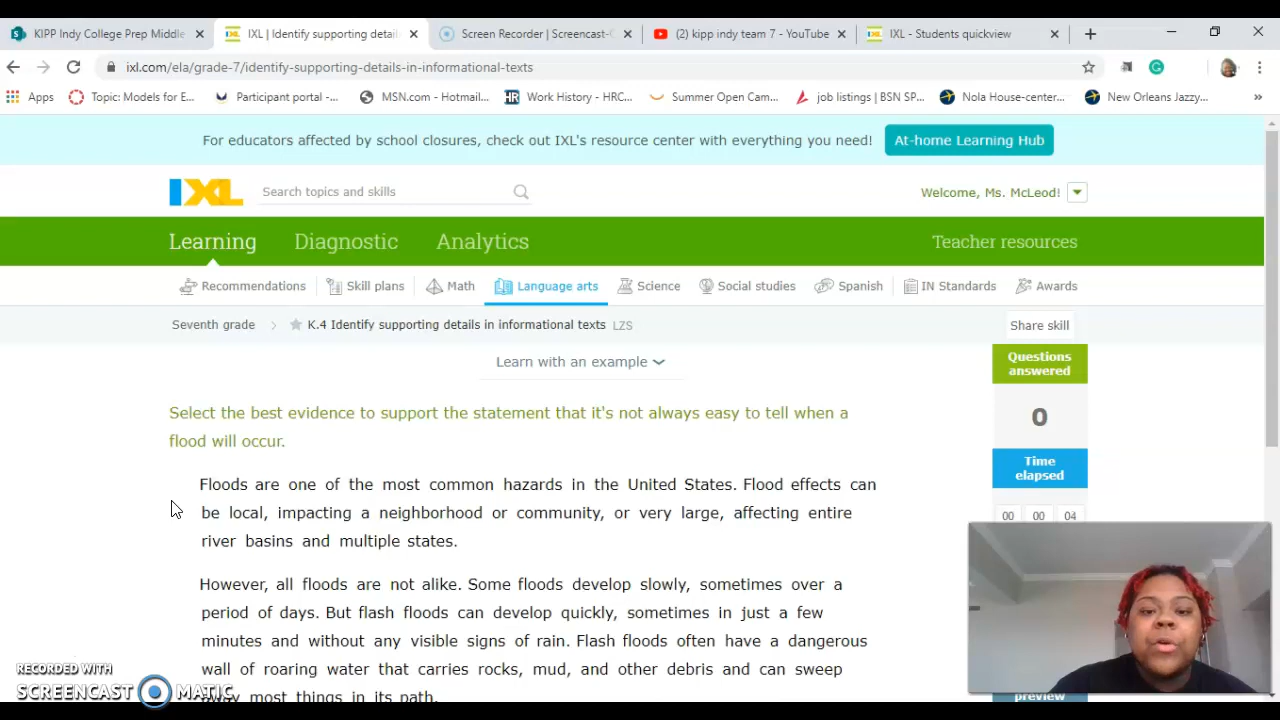 KIPP Indy College Prep Middle
IXL | Identify supporting detail
Screen Recorder | Screencast-
(2) kipp indy team 7 - YouTube
IXL - Students quickview
ixl.com/ela/grade-7/identify-supporting-details-in-informational-texts
Apps
Topic: Models for E...
Participant portal -...
MSN.com - Hotmail...
Work History - HRC...
Summer Open Cam...
job listings | BSN SP...
Nola House-center...
New Orleans Jazzy...
For educators affected by school closures, check out IXL's resource center with everything you need!
At-home Learning Hub
IXL
Search topics and skills
Welcome, Ms. McLeod!
Learning
Diagnostic
Analytics
Teacher resources
Recommendations
Skill plans
Math
Language arts
Science
Social studies
Spanish
IN Standards
Awards
Seventh grade
K.4 Identify supporting details in informational texts LZS
Share skill
Learn with an example
Questions
answered
0
Time
elapsed
00 00 04
Select the best evidence to support the statement that it's not always easy to tell when a
flood will occur.
Floods are one of the most common hazards in the United States. Flood effects can
be local, impacting a neighborhood or community, or very large, affecting entire
river basins and multiple states.
However, all floods are not alike. Some floods develop slowly, sometimes over a
period of days. But flash floods can develop quickly, sometimes in just a few
minutes and without any visible signs of rain. Flash floods often have a dangerous
wall of roaring water that carries rocks, mud, and other debris and can sweep
away most things in its path.
RECORDED WITH
SCREENCAST MATIC
preview